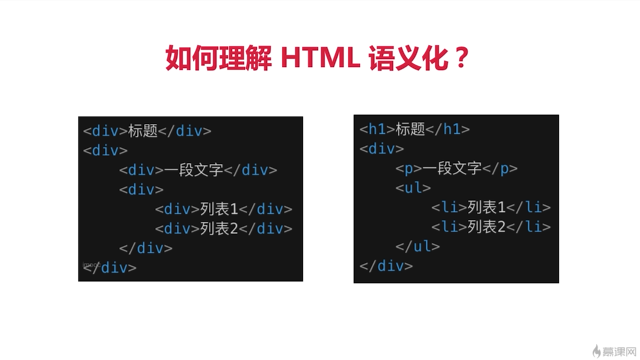 如何理解 HTML 语义化？
<div>标题</div>
<div>
<div>一段文字</div>
<div>
<div>列表1</div>
<div>列表2</div>
</div>
</div>
<h1>标题</h1>
<div>
<p>一段文字</p>
<ul>
<li>列表1</li>
<li>列表2</li>
</ul>
</div>
慕课网